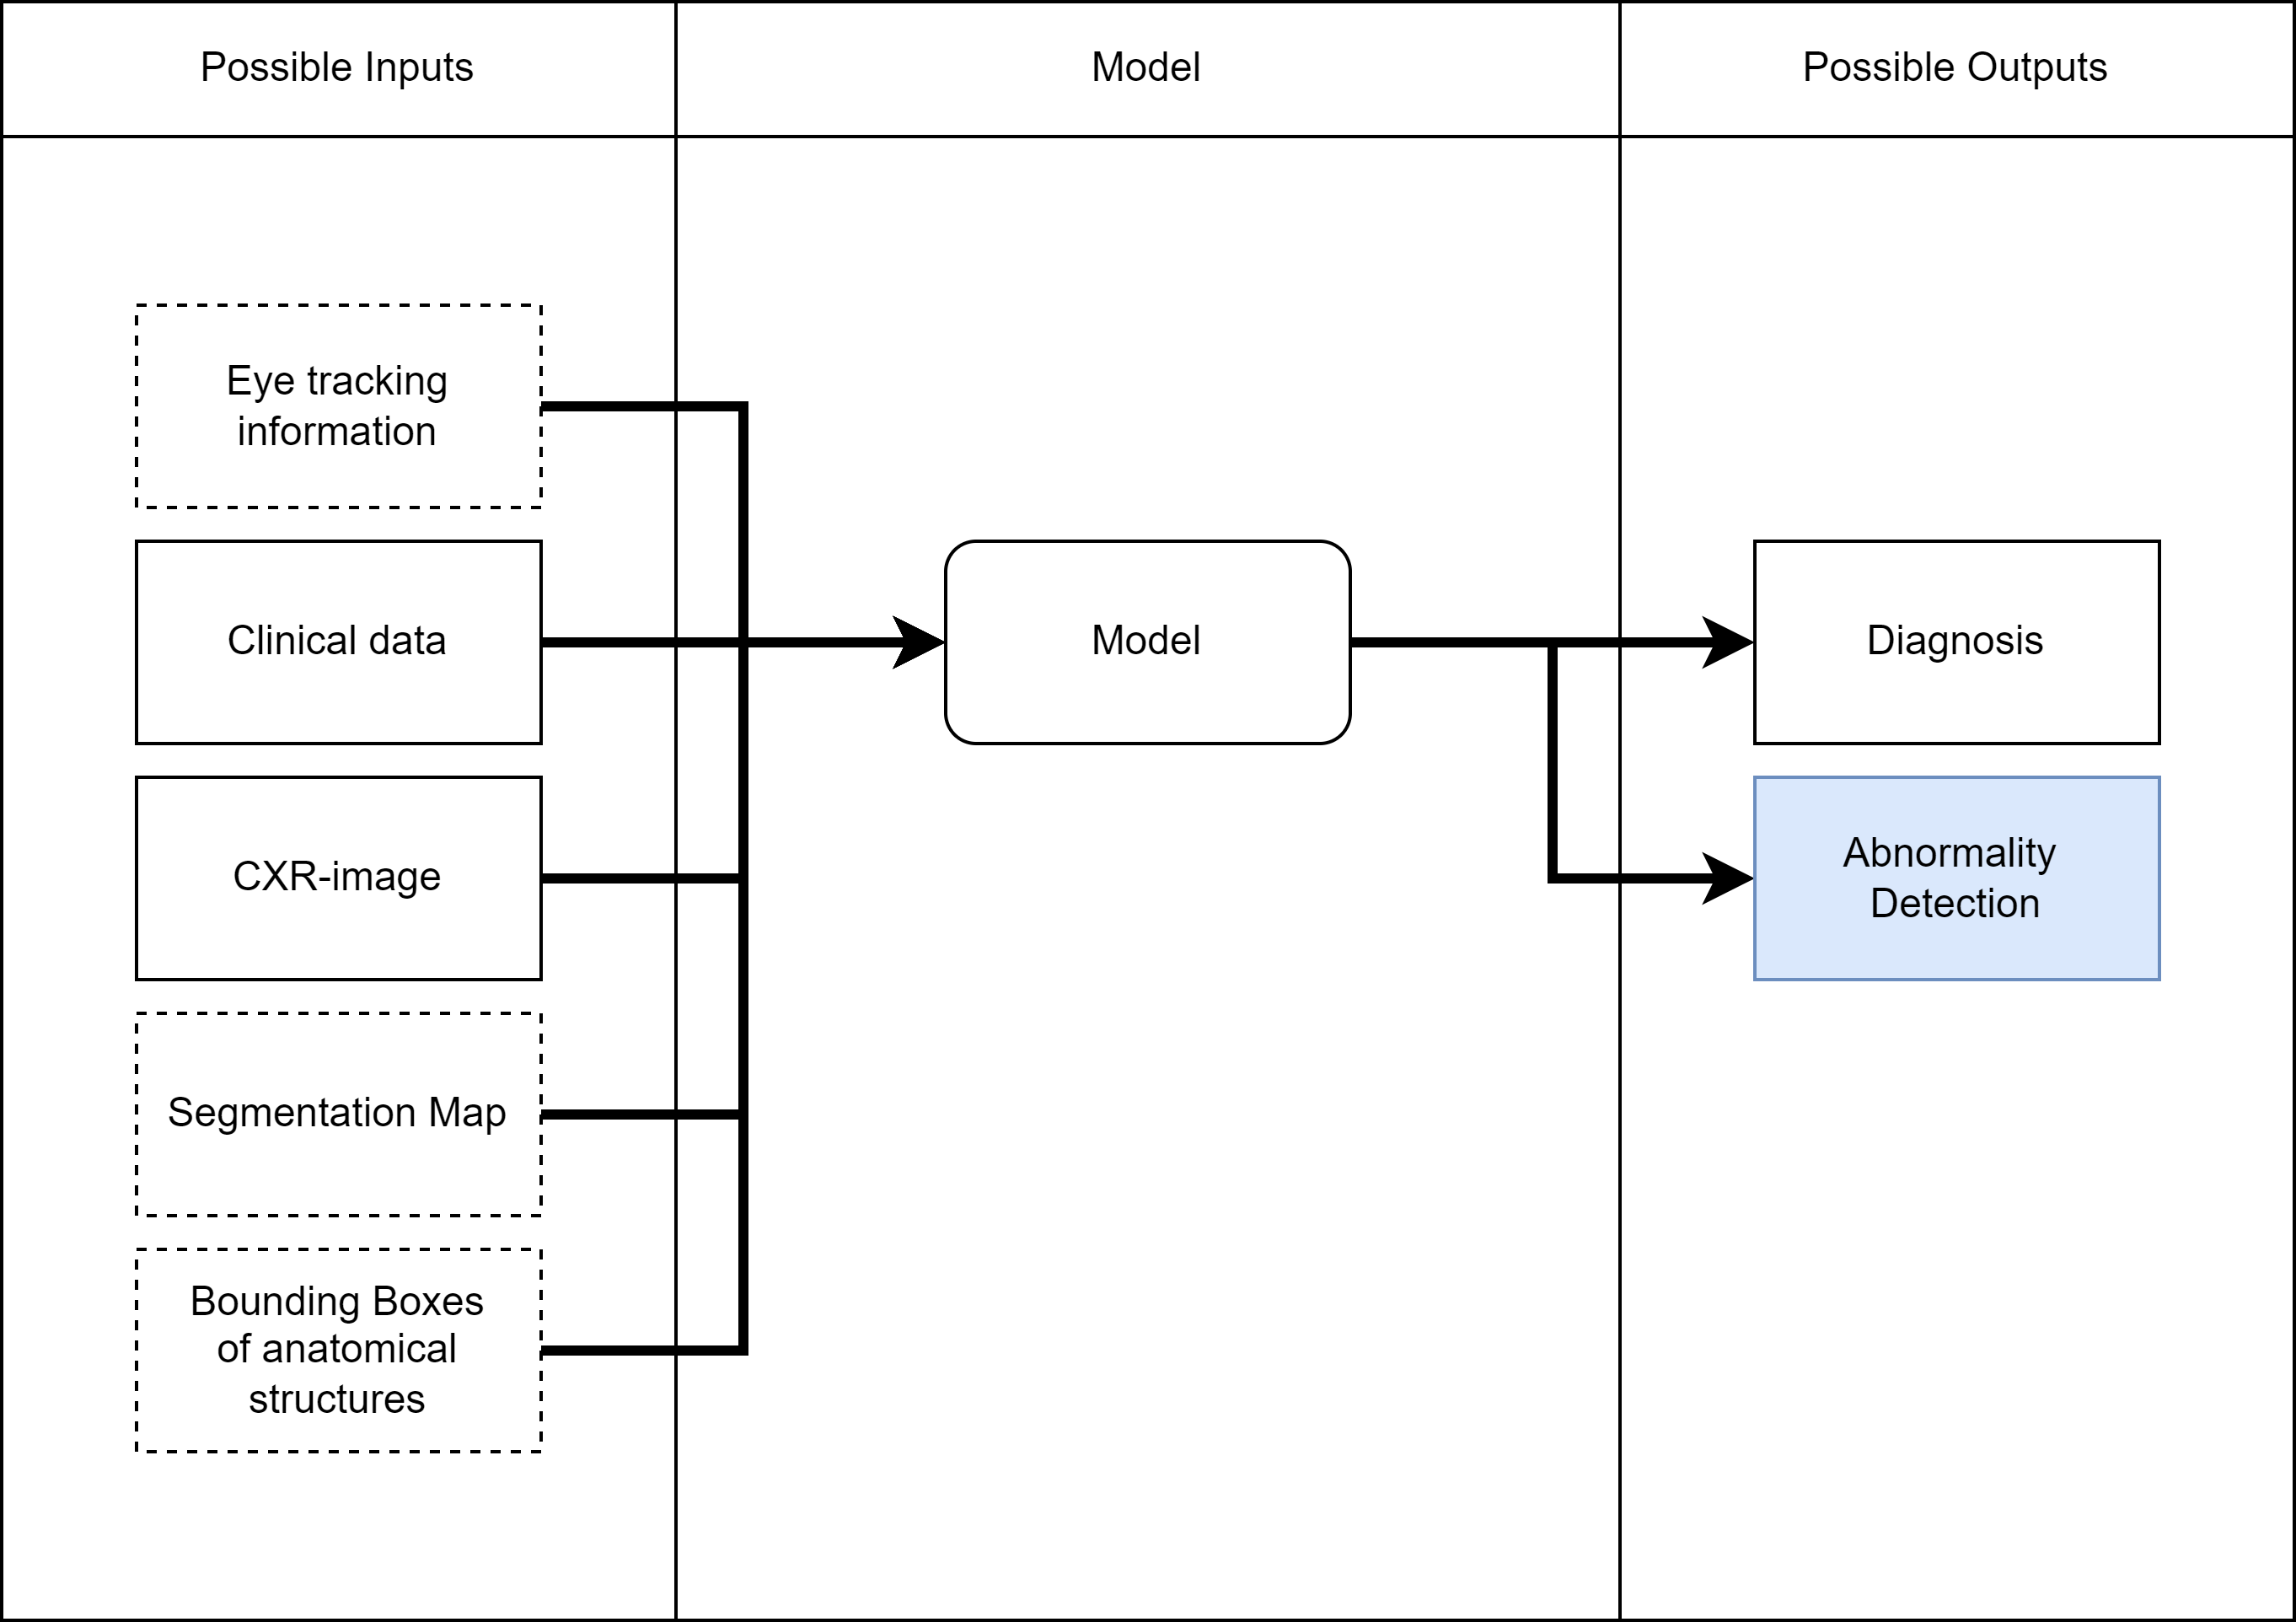 Possible Inputs
Model
Possible Outputs
Eye tracking
information
Clinical data
CXR-image
Segmentation Map
Bounding Boxes
of anatomical
structures
Model
Diagnosis
Abnormality
Detection